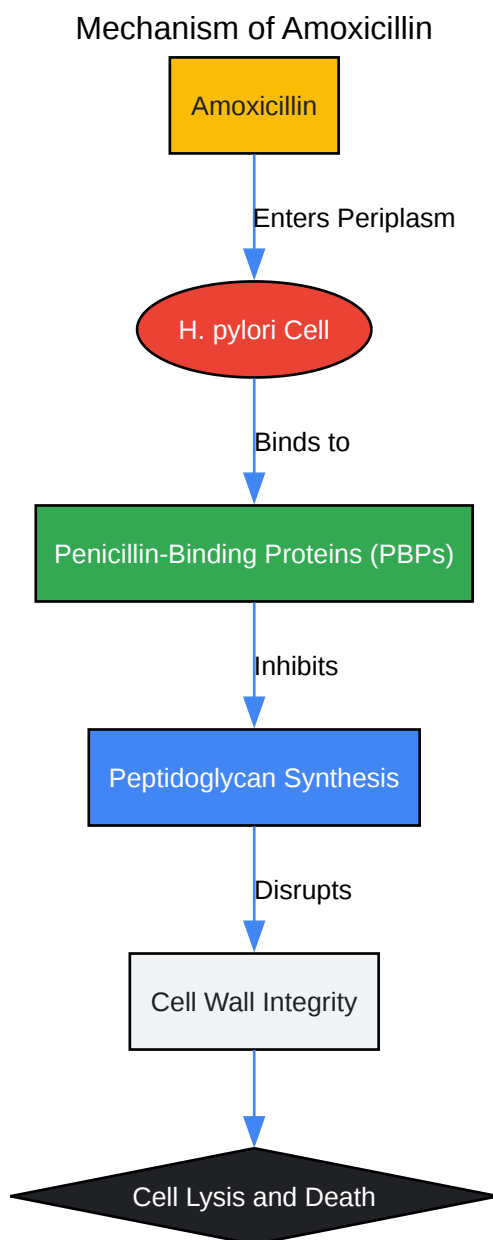 Mechanism of Amoxicillin
Amoxicillin
Enters Periplasm
H. pylori Cell
Binds to
Penicillin-Binding Proteins (PBPs)
Inhibits
Peptidoglycan Synthesis
Disrupts
Cell Wall Integrity
Cell Lysis and Death